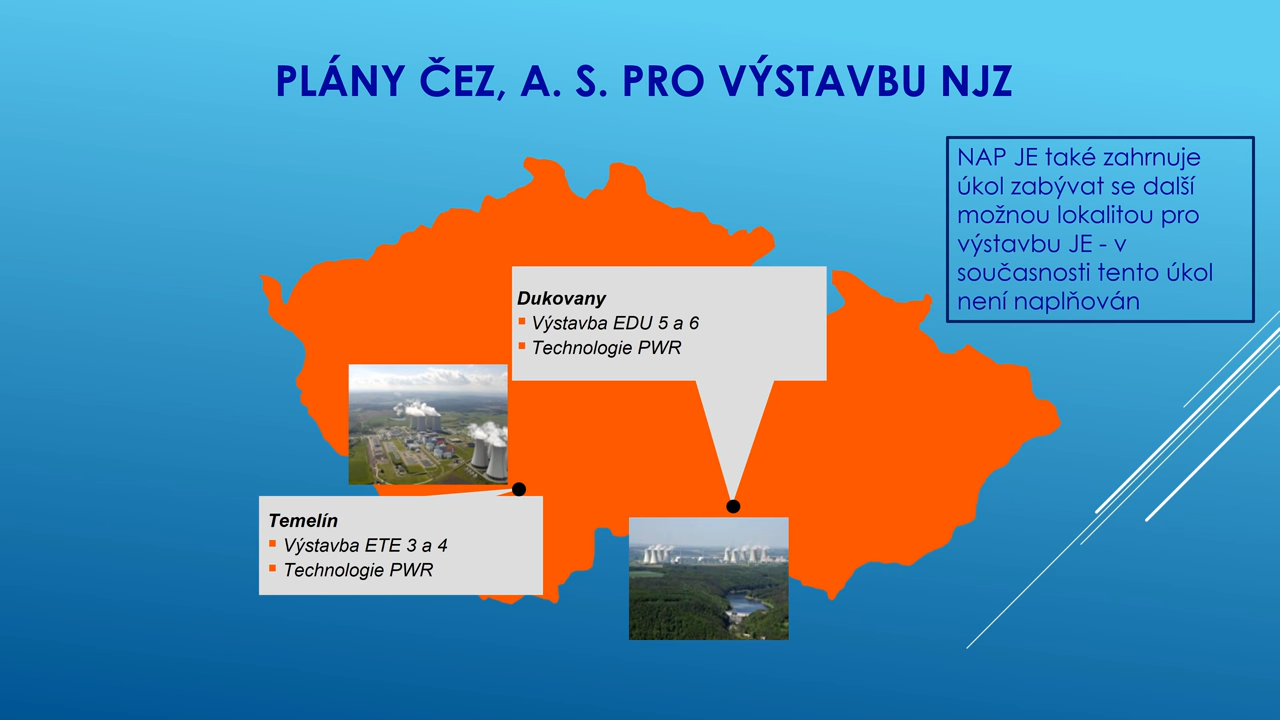 PLÁNY ČEZ, A. S. PRO VÝSTAVBU NJZ
NAP JE také zahrnuje
úkol zabývat se další
možnou lokalitou pro
výstavbu JE - v
současnosti tento úkol
není naplňován
Dukovany
▪ Výstavba EDU 5 a 6
▪ Technologie PWR
Temelín
▪ Výstavba ETE 3 a 4
▪ Technologie PWR